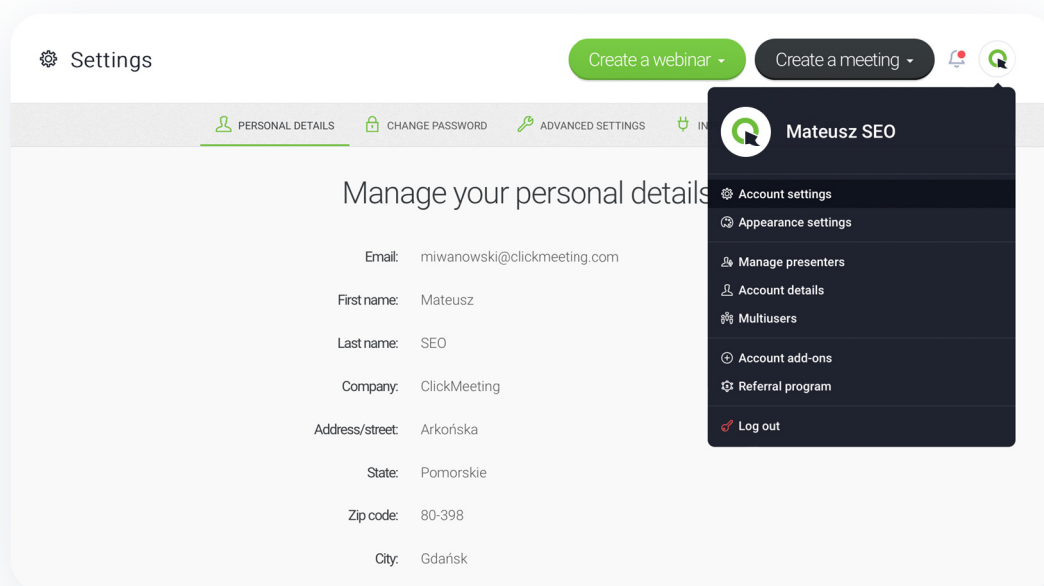 Settings
Create a webinar
Create a meeting
PERSONAL DETAILS
CHANGE PASSWORD
ADVANCED SETTINGS
Mateusz SEO
Account settings
Appearance settings
Manage presenters
Account details
Multiusers
Account add-ons
Referral program
Log out
Manage your personal details
Email: miwanowski@clickmeeting.com
First name: Mateusz
Last name: SEO
Company: ClickMeeting
Address/street: Arkońska
State: Pomorskie
Zip code: 80-398
City: Gdańsk